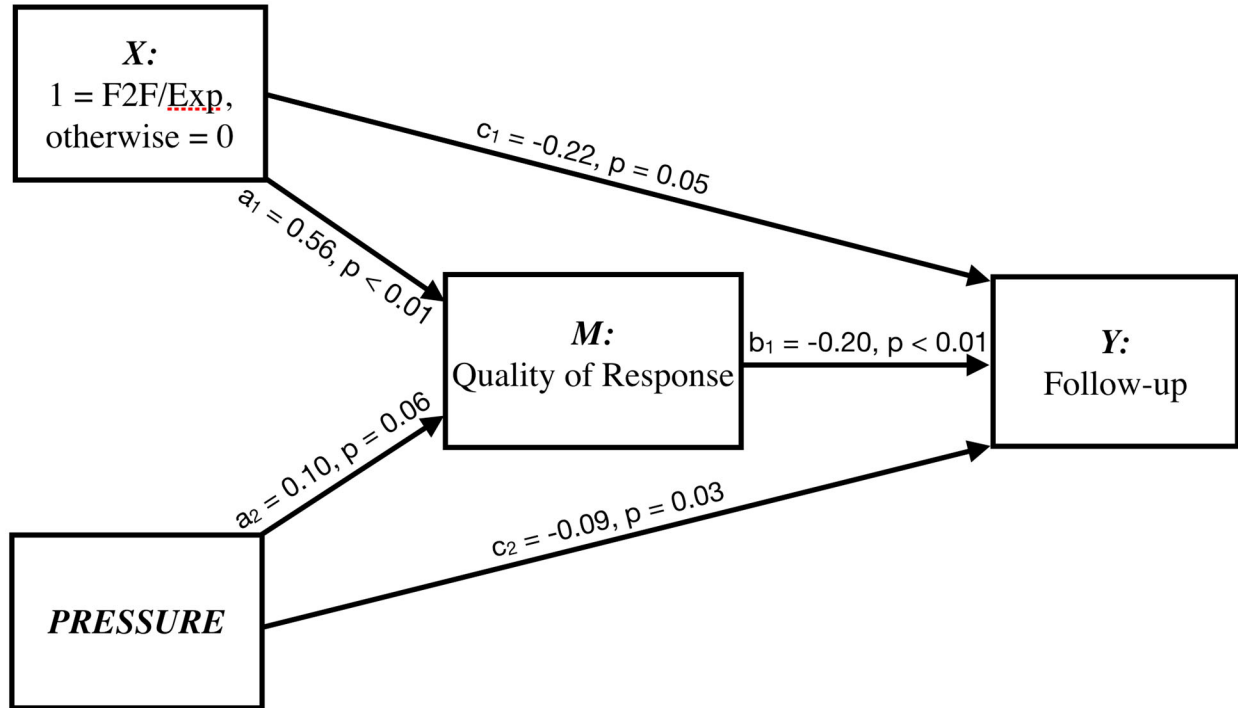 X:
1 = F2F/Exp,
otherwise = 0
c₁ = -0.22, p = 0.05
a₁ = 0.56, p < 0.01
M:
Quality of Response
b₁ = -0.20, p < 0.01
Y:
Follow-up
a₂ = 0.10, p = 0.06
c₂ = -0.09, p = 0.03
PRESSURE